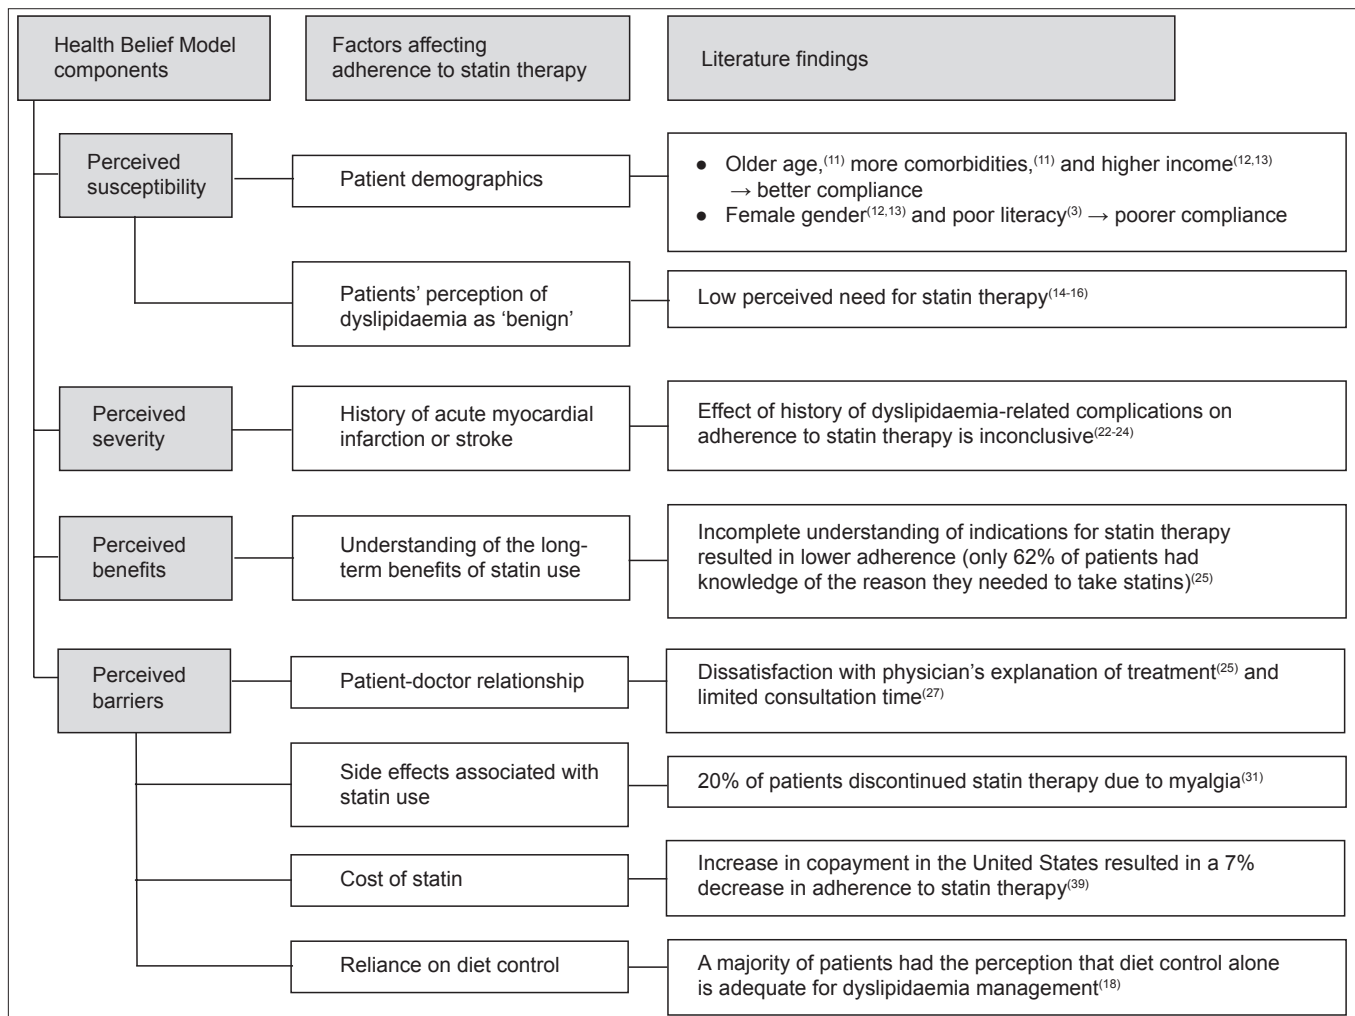 Health Belief Model
components
Factors affecting
adherence to statin therapy
Literature findings
Perceived
susceptibility
Patient demographics
● Older age,(11) more comorbidities,(11) and higher income(12,13)
→ better compliance
● Female gender(12,13) and poor literacy(3) → poorer compliance
Patients’ perception of
dyslipidaemia as ‘benign’
Low perceived need for statin therapy(14-16)
Perceived
severity
History of acute myocardial
infarction or stroke
Effect of history of dyslipidaemia-related complications on
adherence to statin therapy is inconclusive(22-24)
Perceived
benefits
Understanding of the long-
term benefits of statin use
Incomplete understanding of indications for statin therapy
resulted in lower adherence (only 62% of patients had
knowledge of the reason they needed to take statins)(25)
Perceived
barriers
Patient-doctor relationship
Dissatisfaction with physician’s explanation of treatment(25) and
limited consultation time(27)
Side effects associated with
statin use
20% of patients discontinued statin therapy due to myalgia(31)
Cost of statin
Increase in copayment in the United States resulted in a 7%
decrease in adherence to statin therapy(39)
Reliance on diet control
A majority of patients had the perception that diet control alone
is adequate for dyslipidaemia management(18)